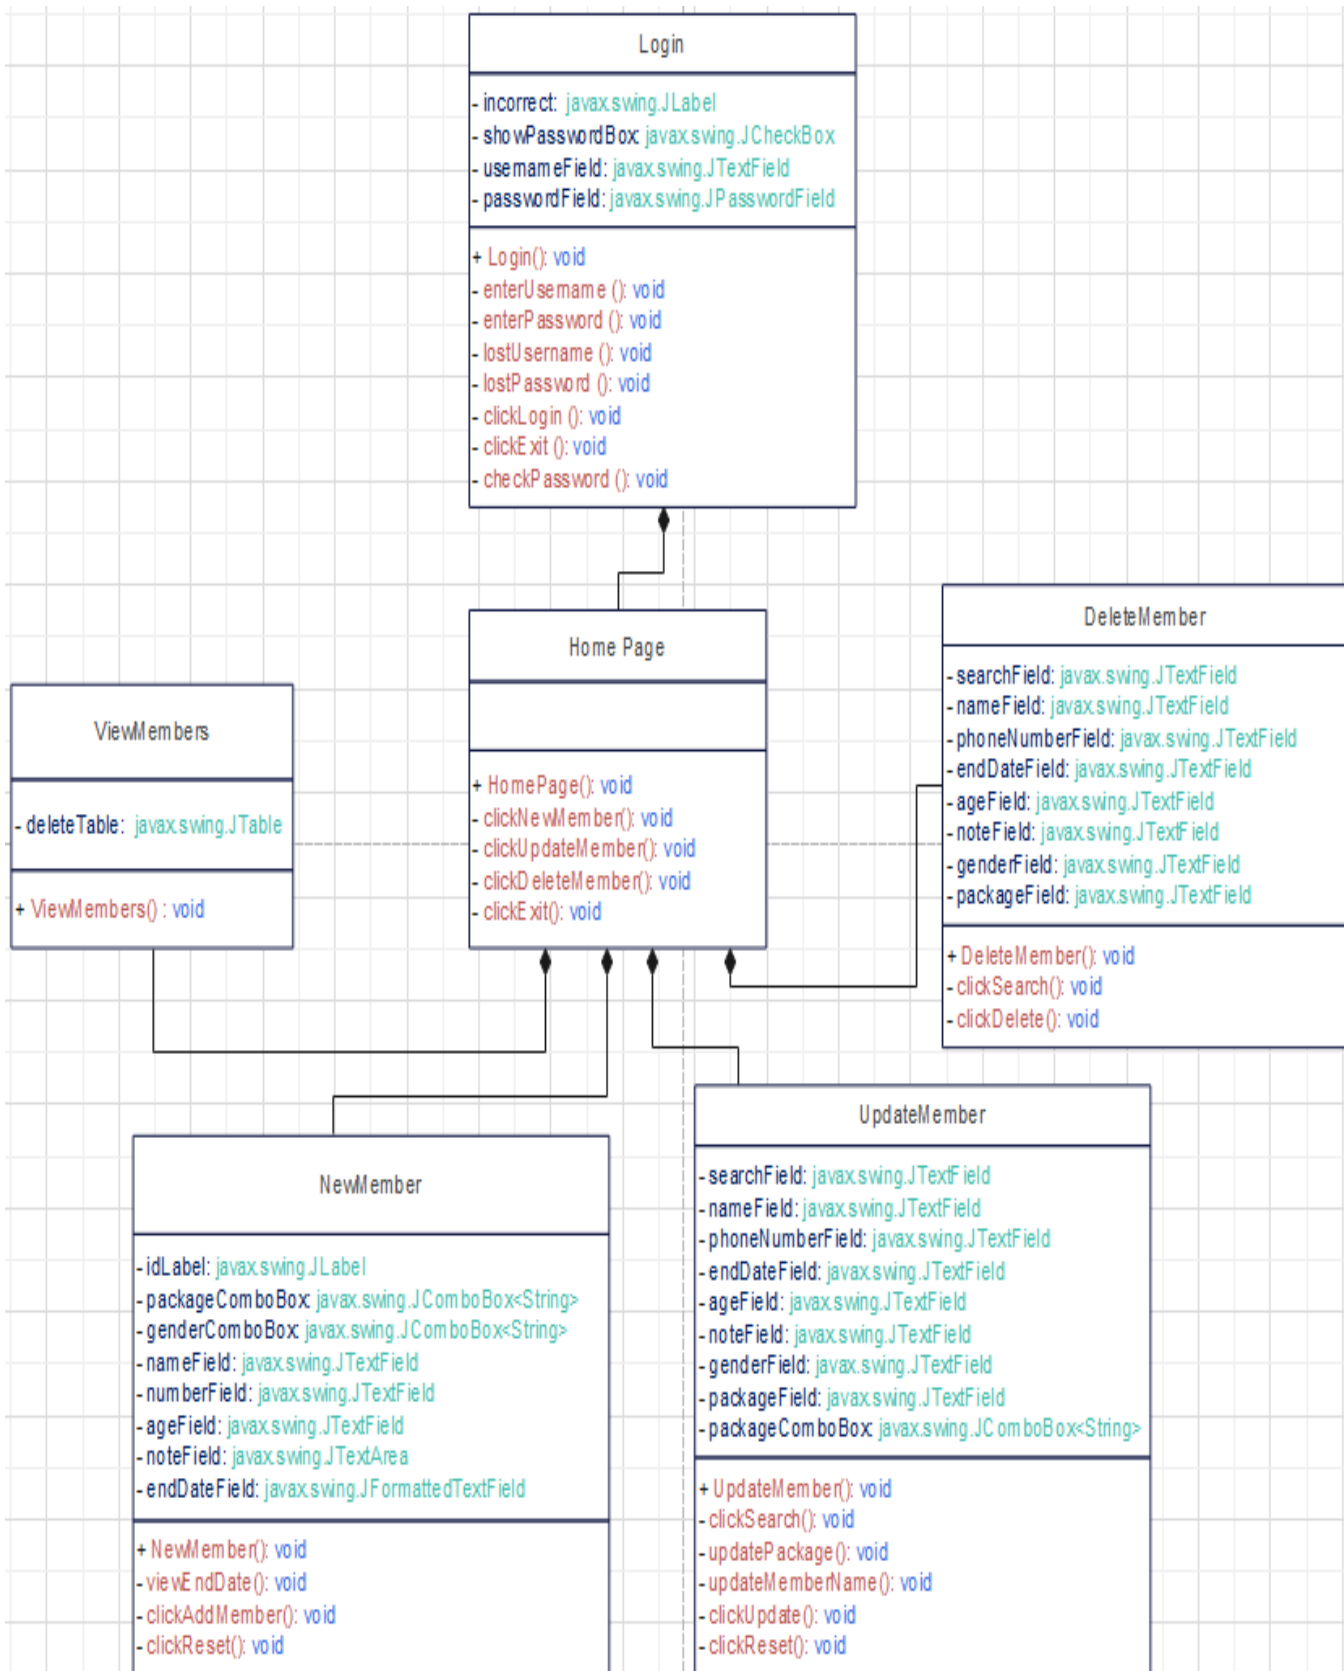 Login
- incorrect: javax.swing.JLabel
- showPasswordBox: javax.swing.JCheckBox
- usernameField: javax.swing.JTextField
- passwordField: javax.swing.JPasswordField
+ Login(): void
- enterUsername (): void
- enterPassword (): void
- lostUsername (): void
- lostPassword (): void
- clickLogin (): void
- clickExit (): void
- checkPassword (): void
Home Page
+ HomePage(): void
- clickNewMember(): void
- clickUpdateMember(): void
- clickDeleteMember(): void
- clickExit(): void
DeleteMember
- searchField: javax.swing.JTextField
- nameField: javax.swing.JTextField
- phoneNumberField: javax.swing.JTextField
- endDateField: javax.swing.JTextField
- ageField: javax.swing.JTextField
- noteField: javax.swing.JTextField
- genderField: javax.swing.JTextField
- packageField: javax.swing.JTextField
+ DeleteMember(): void
- clickSearch(): void
- clickDelete(): void
ViewMembers
- deleteTable: javax.swing.JTable
+ ViewMembers() : void
NewMember
- idLabel: javax.swing.JLabel
- packageComboBox: javax.swing.JComboBox<String>
- genderComboBox: javax.swing.JComboBox<String>
- nameField: javax.swing.JTextField
- numberField: javax.swing.JTextField
- ageField: javax.swing.JTextField
- noteField: javax.swing.JTextArea
- endDateField: javax.swing.JFormattedTextField
+ NewMember(): void
- viewEndDate(): void
- clickAddMember(): void
- clickReset(): void
UpdateMember
- searchField: javax.swing.JTextField
- nameField: javax.swing.JTextField
- phoneNumberField: javax.swing.JTextField
- endDateField: javax.swing.JTextField
- ageField: javax.swing.JTextField
- noteField: javax.swing.JTextField
- genderField: javax.swing.JTextField
- packageField: javax.swing.JTextField
- packageComboBox: javax.swing.JComboBox<String>
+ UpdateMember(): void
- clickSearch(): void
- updatePackage(): void
- updateMemberName(): void
- clickUpdate(): void
- clickReset(): void